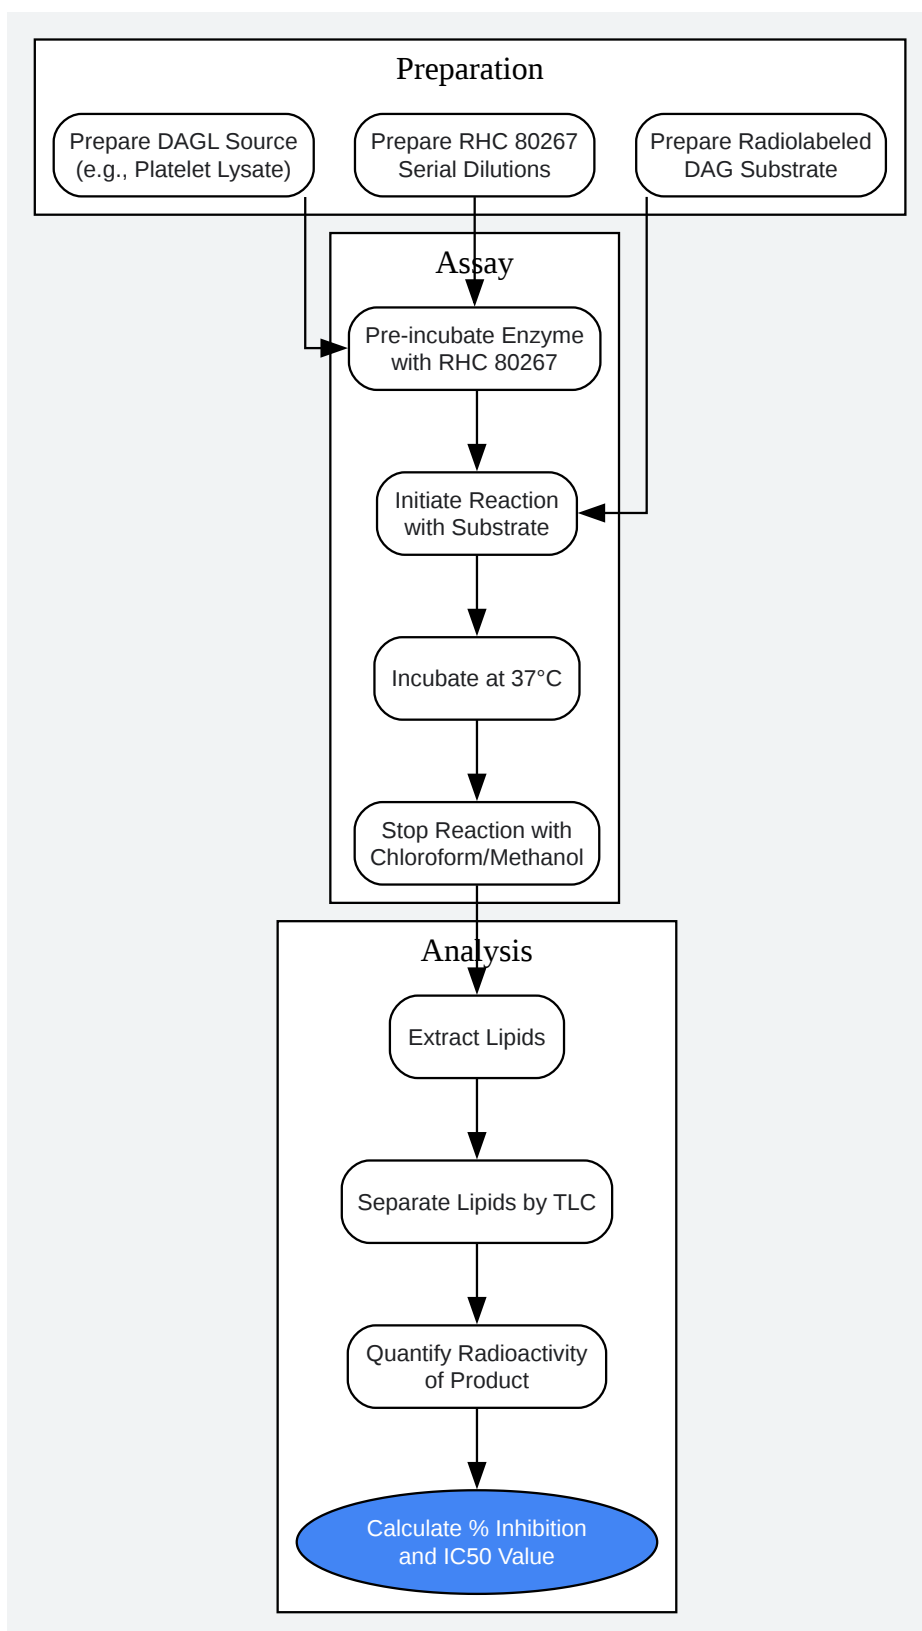 Preparation
Prepare DAGL Source
(e.g., Platelet Lysate)
Prepare RHC 80267
Serial Dilutions
Prepare Radiolabeled
DAG Substrate
Assay
Pre-incubate Enzyme
with RHC 80267
Initiate Reaction
with Substrate
Incubate at 37°C
Stop Reaction with
Chloroform/Methanol
Analysis
Extract Lipids
Separate Lipids by TLC
Quantify Radioactivity
of Product
Calculate % Inhibition
and IC50 Value